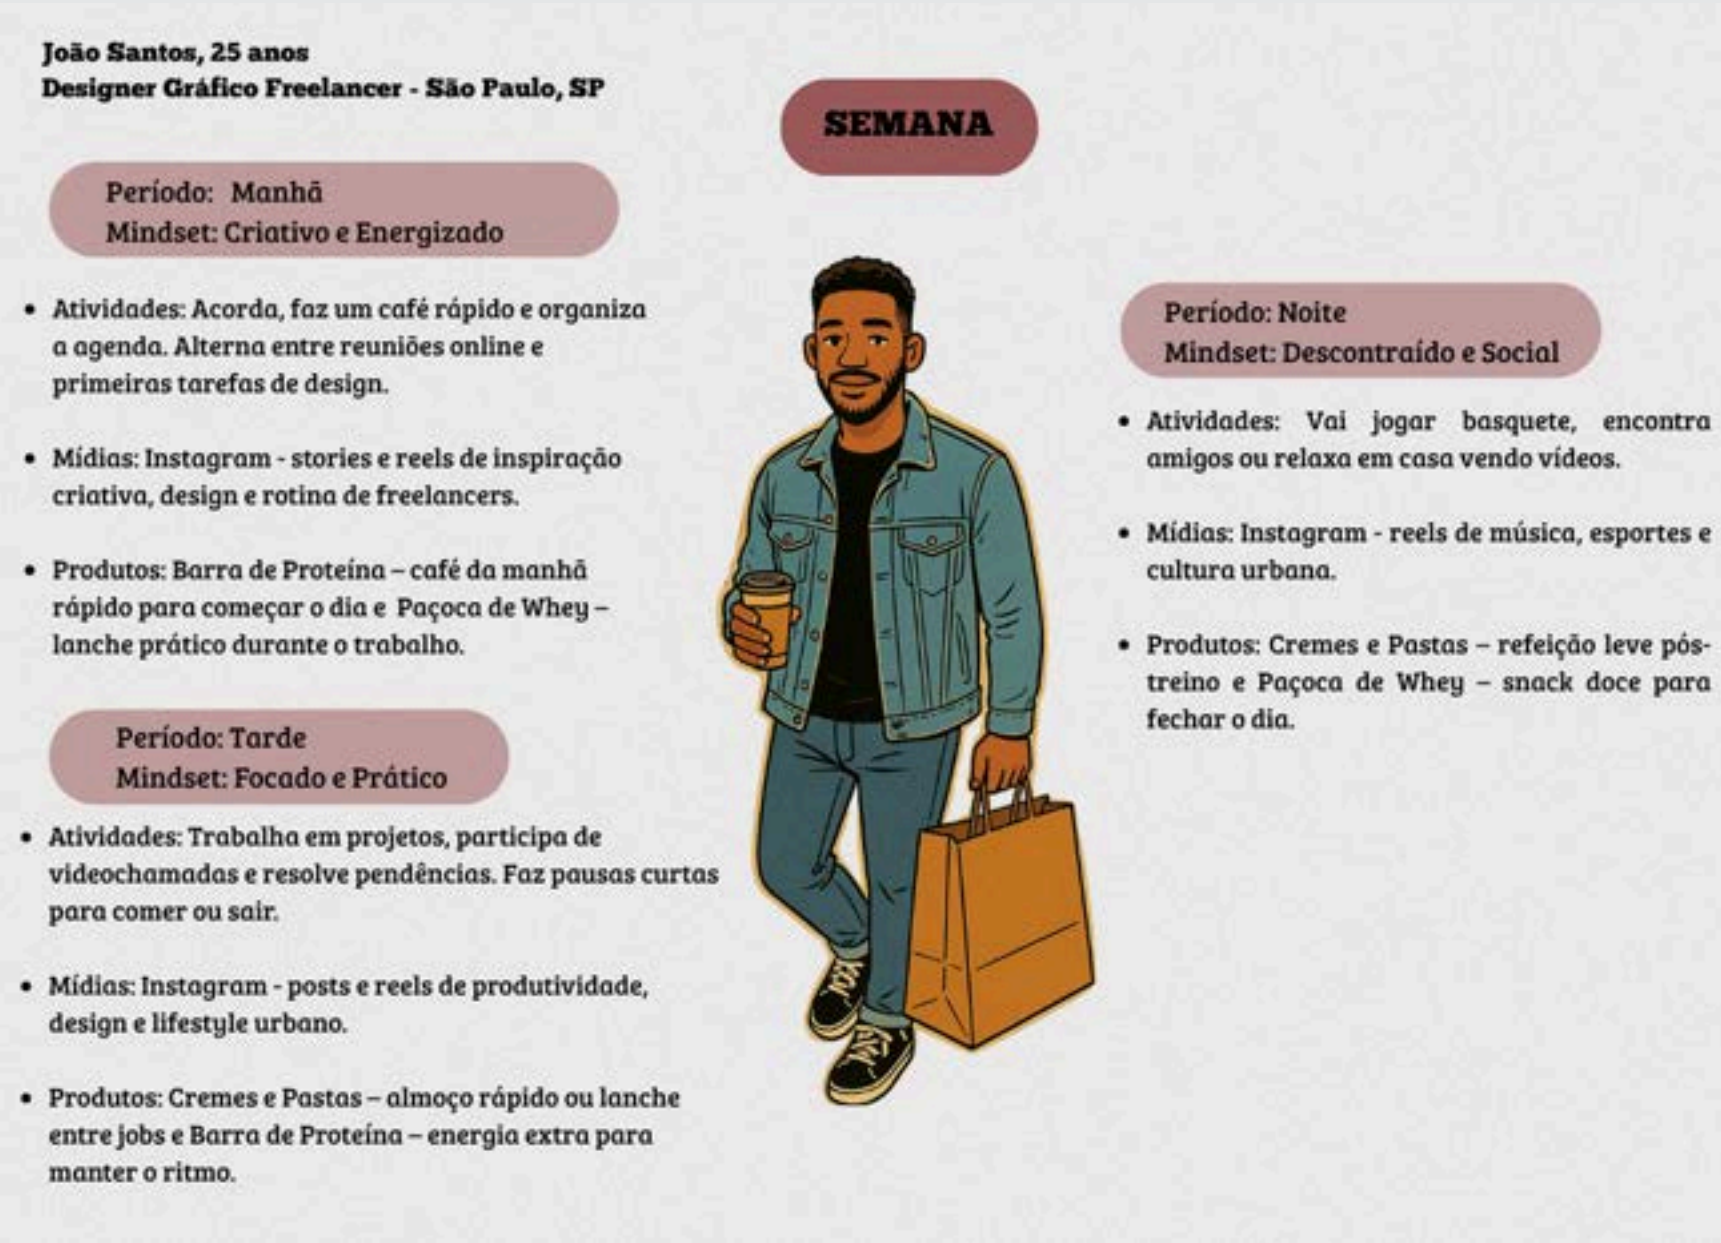 João Santos, 25 anos
Designer Gráfico Freelancer - São Paulo, SP
SEMANA
Período: Manhã
Mindset: Criativo e Energizado
• Atividades: Acorda, faz um café rápido e organiza
a agenda. Alterna entre reuniões online e
primeiras tarefas de design.
• Mídias: Instagram - stories e reels de inspiração
criativa, design e rotina de freelancers.
• Produtos: Barra de Proteína – café da manhã
rápido para começar o dia e Paçoca de Whey –
lanche prático durante o trabalho.
Período: Tarde
Mindset: Focado e Prático
• Atividades: Trabalha em projetos, participa de
videochamadas e resolve pendências. Faz pausas curtas
para comer ou sair.
• Mídias: Instagram - posts e reels de produtividade,
design e lifestyle urbano.
• Produtos: Cremes e Pastas – almoço rápido ou lanche
entre jobs e Barra de Proteína – energia extra para
manter o ritmo.
Período: Noite
Mindset: Descontraído e Social
• Atividades: Vai jogar basquete, encontra
amigos ou relaxa em casa vendo vídeos.
• Mídias: Instagram - reels de música, esportes e
cultura urbana.
• Produtos: Cremes e Pastas – refeição leve pós-
treino e Paçoca de Whey – snack doce para
fechar o dia.